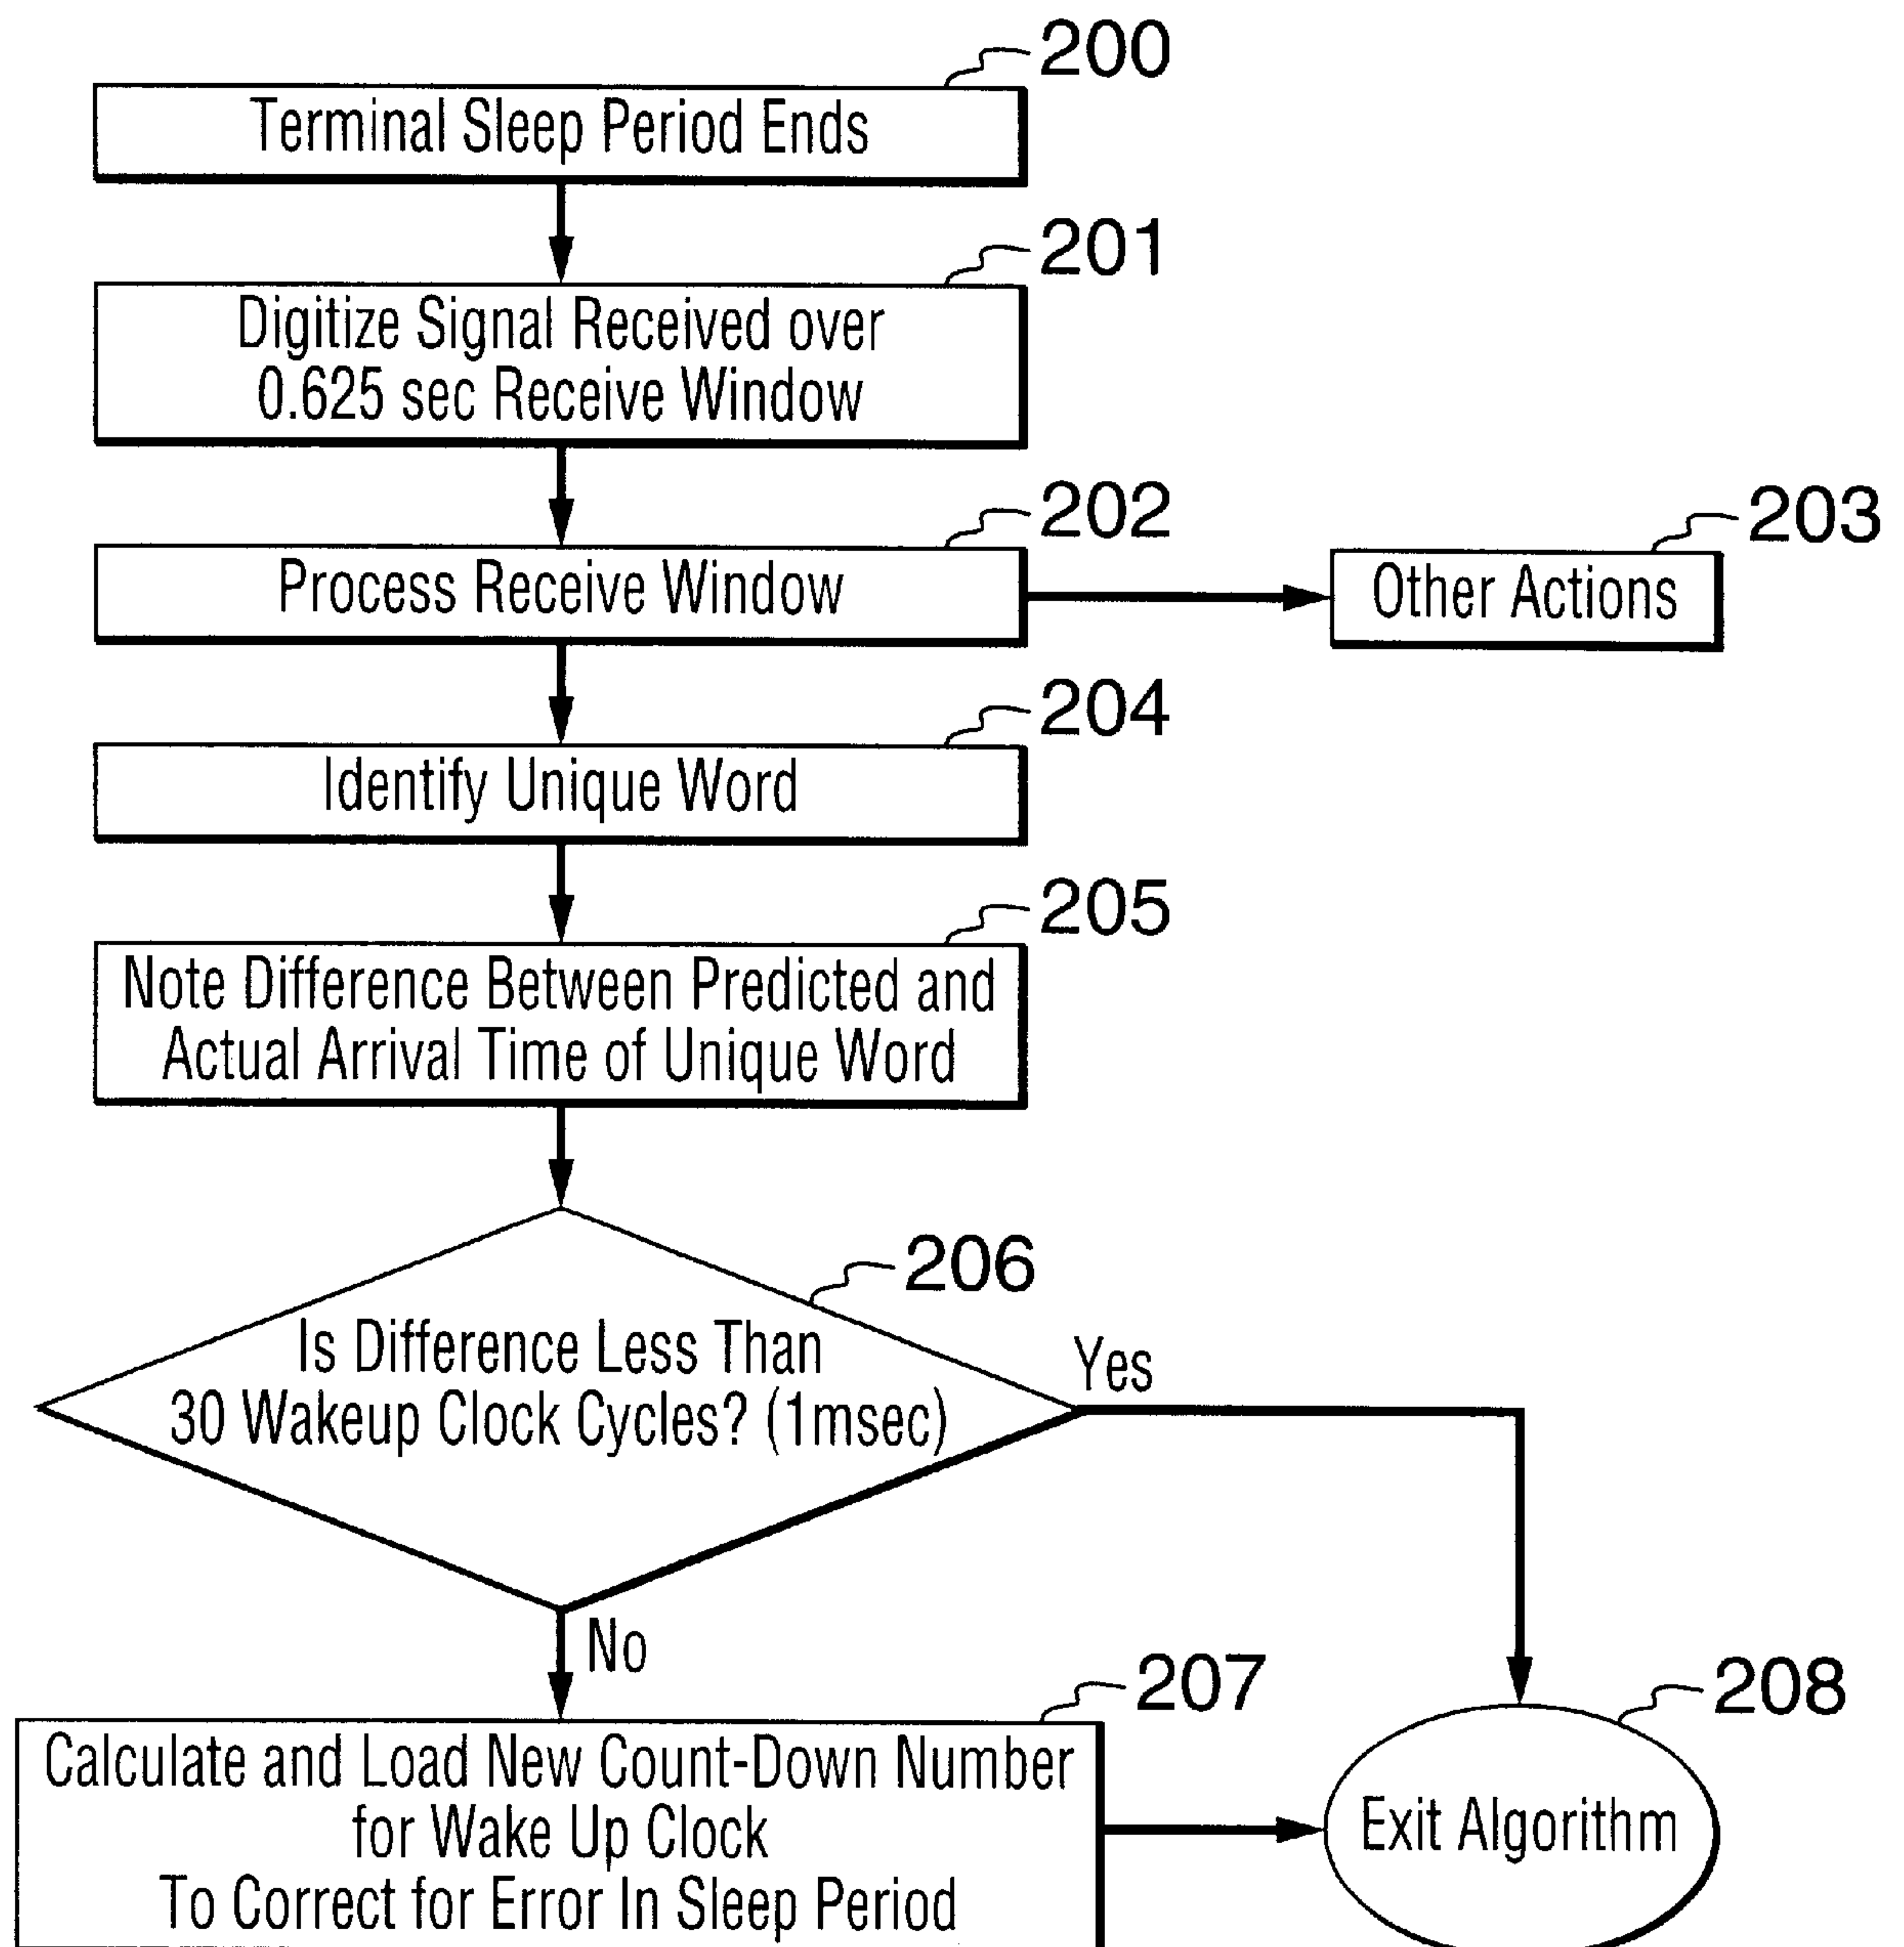 200
Terminal Sleep Period Ends
201
Digitize Signal Received over
0.625 sec Receive Window
202
Process Receive Window
203
Other Actions
204
Identify Unique Word
205
Note Difference Between Predicted and
Actual Arrival Time of Unique Word
206
Is Difference Less Than
30 Wakeup Clock Cycles? (1msec)
Yes
No
207
Calculate and Load New Count-Down Number
for Wake Up Clock
To Correct for Error In Sleep Period
208
Exit Algorithm